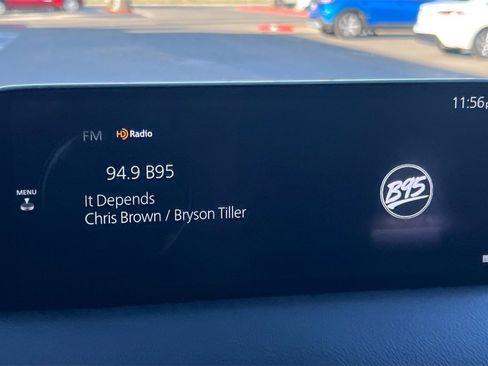 11:56
FM HD Radio
94.9 B95
MENU
It Depends
Chris Brown / Bryson Tiller
B95